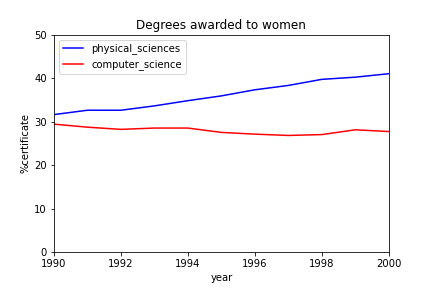 Degrees awarded to women
physical_sciences
computer_science
50
40
30
20
10
0
%certificate
1990 1992 1994 1996 1998 2000
year